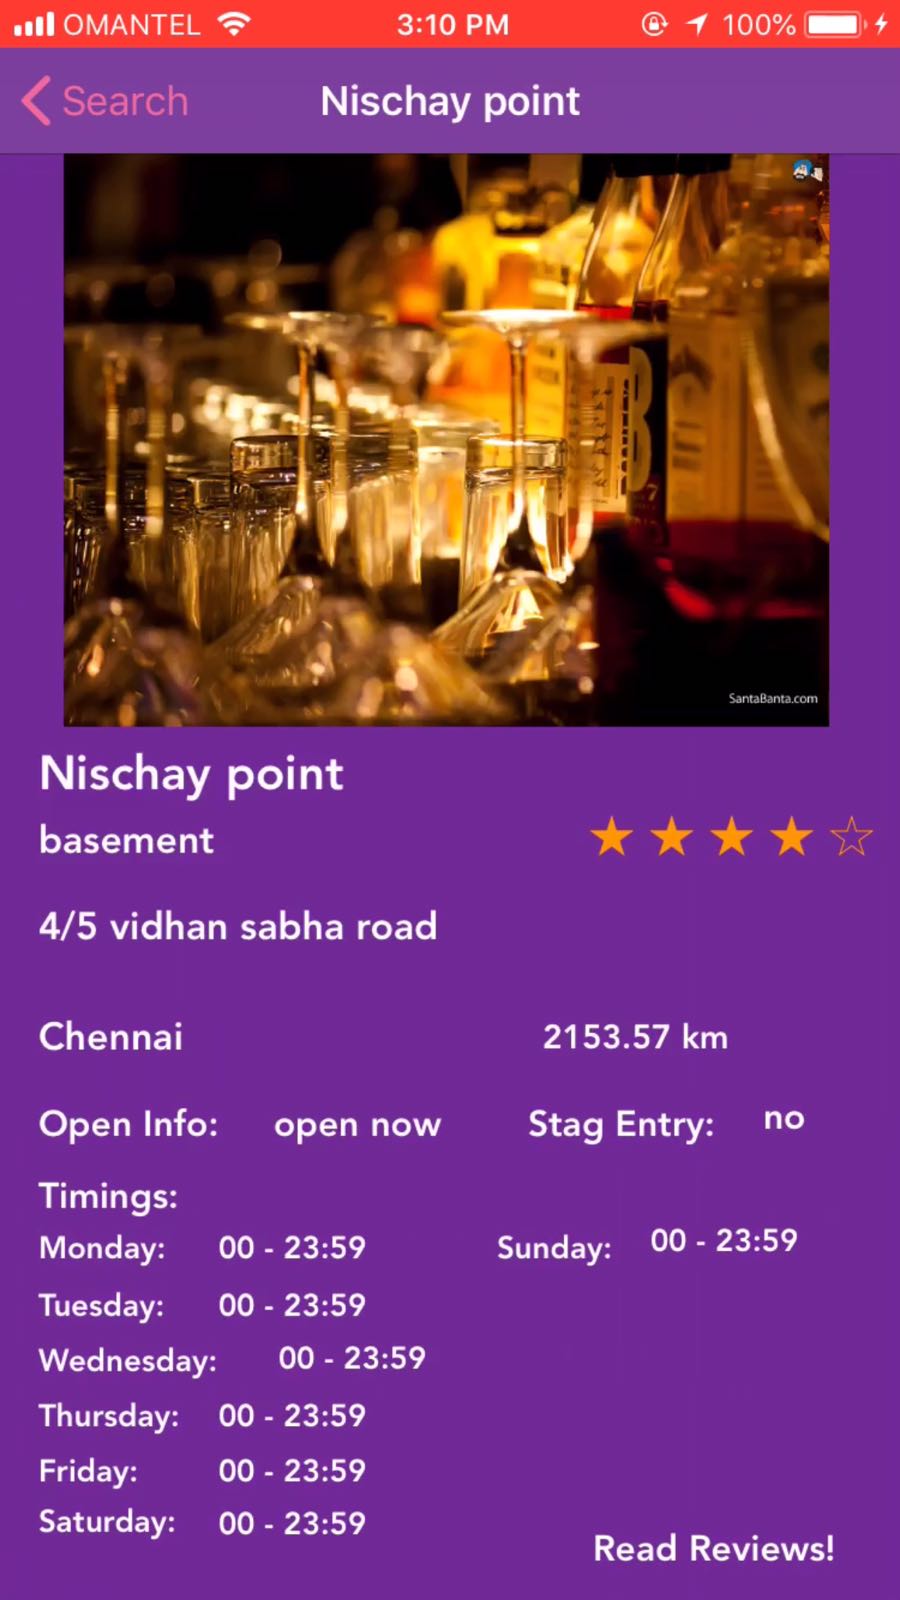 OMANTEL 3:10 PM 100%
Search Nischay point
SantaBanta.com
Nischay point
basement
4/5 vidhan sabha road
Chennai 2153.57 km
Open Info: open now Stag Entry: no
Timings:
Monday: 00 - 23:59 Sunday: 00 - 23:59
Tuesday: 00 - 23:59
Wednesday: 00 - 23:59
Thursday: 00 - 23:59
Friday: 00 - 23:59
Saturday: 00 - 23:59
Read Reviews!